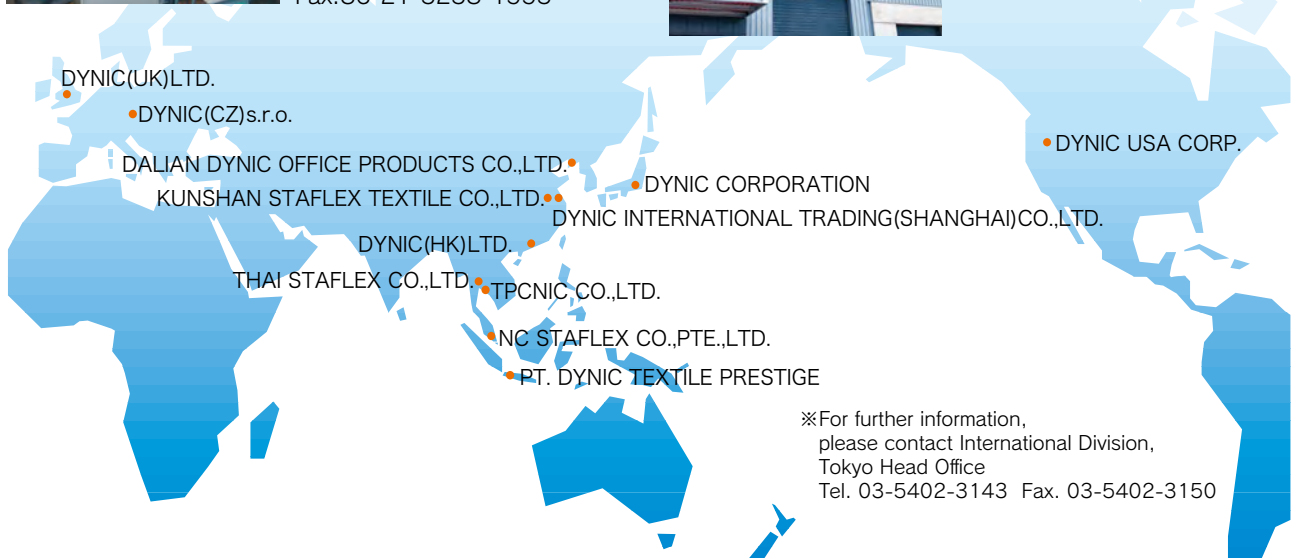 DYNIC(UK)LTD.
DYNIC(CZ)s.r.o.
DYNIC USA CORP.
DALIAN DYNIC OFFICE PRODUCTS CO.,LTD.
DYNIC CORPORATION
KUNSHAN STAFLEX TEXTILE CO.,LTD.
DYNIC INTERNATIONAL TRADING(SHANGHAI)CO.,LTD.
DYNIC(HK)LTD.
THAI STAFLEX CO.,LTD.
TPCNIC CO.,LTD.
NC STAFLEX CO.,PTE.,LTD.
PT. DYNIC TEXTILE PRESTIGE
※For further information,
please contact International Division,
Tokyo Head Office
Tel. 03-5402-3143 Fax. 03-5402-3150